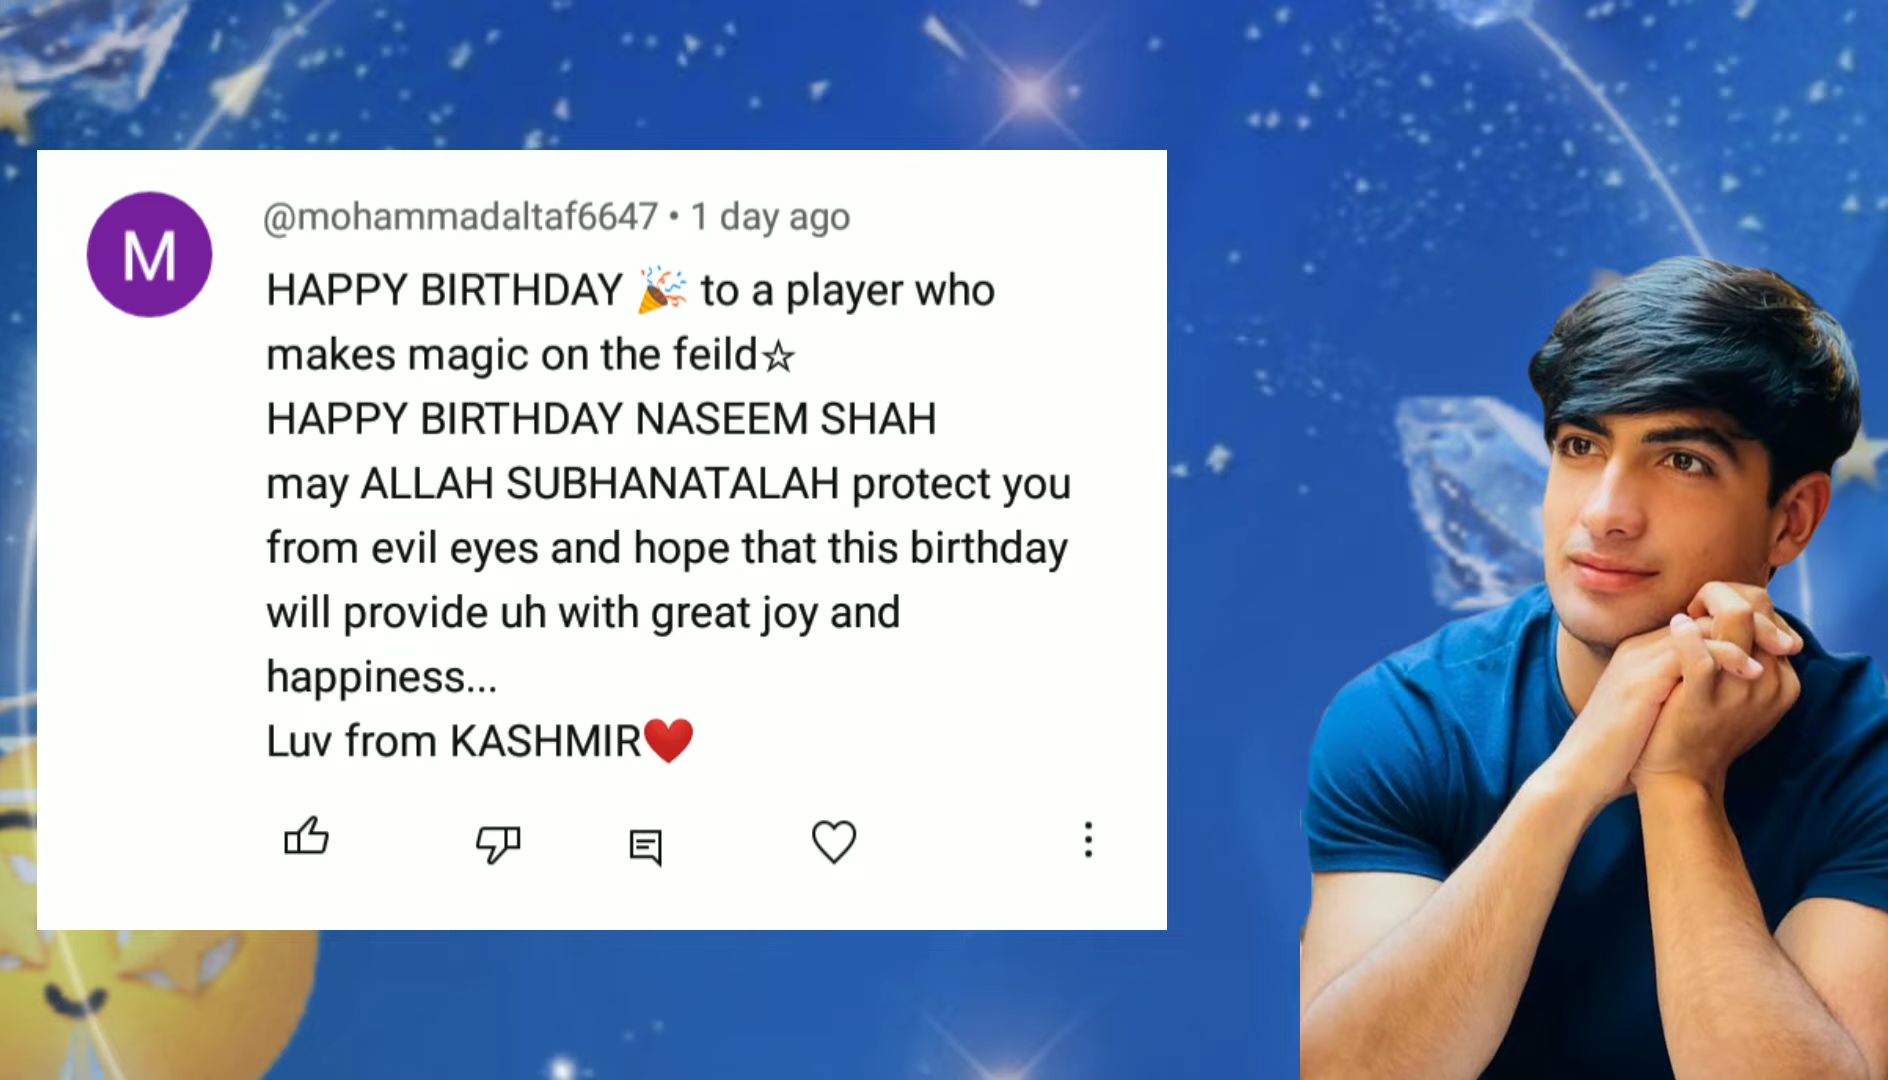 M
@mohammadaltaf6647 • 1 day ago
HAPPY BIRTHDAY 🎉 to a player who
makes magic on the feild☆
HAPPY BIRTHDAY NASEEM SHAH
may ALLAH SUBHANATALAH protect you
from evil eyes and hope that this birthday
will provide uh with great joy and
happiness...
Luv from KASHMIR❤️